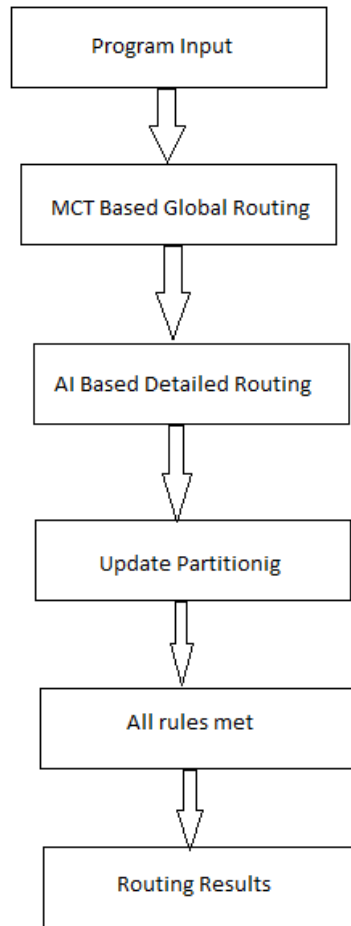 Program Input
MCT Based Global Routing
AI Based Detailed Routing
Update Partitionig
All rules met
Routing Results